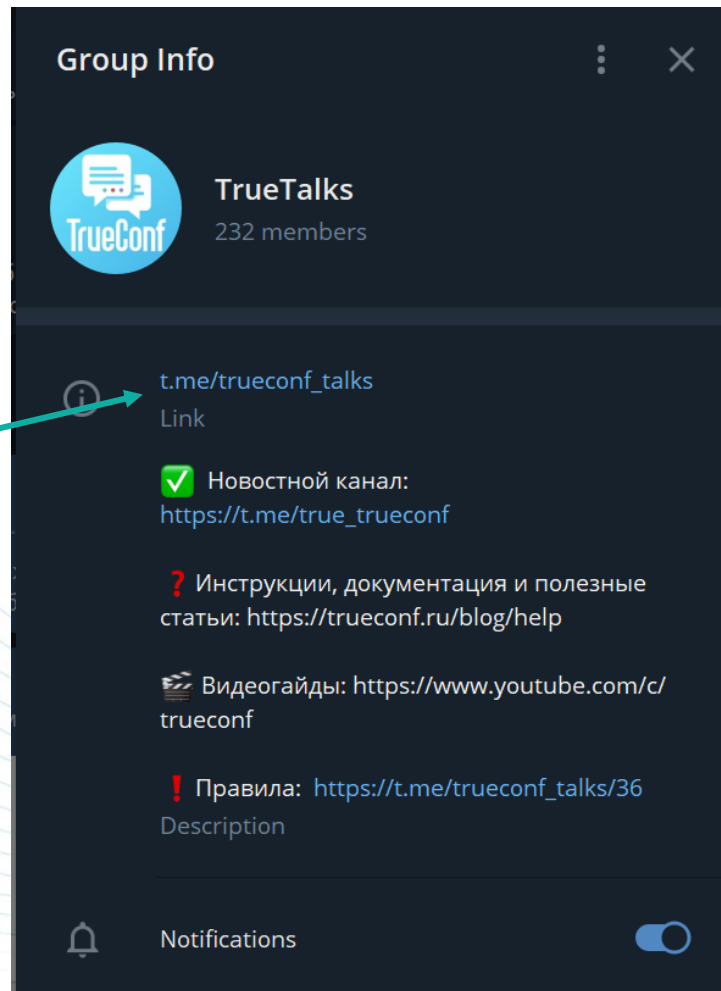 Group Info
TrueConf
TrueTalks
232 members
t.me/trueconf_talks
Link
✅ Новостной канал:
https://t.me/true_trueconf
❓ Инструкции, документация и полезные
статьи: https://trueconf.ru/blog/help
🎬 Видеогайды: https://www.youtube.com/c/
trueconf
❗ Правила: https://t.me/trueconf_talks/36
Description
Notifications